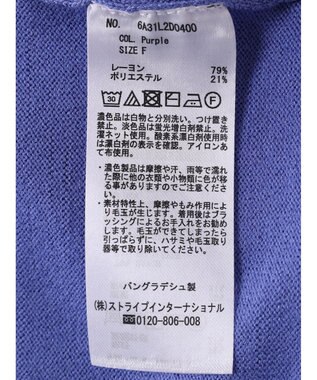 NO. 6A31L2D0400
COL. Purple
SIZE F
レーヨン 79%
ポリエステル 21%
30 F
濃色品は白物と分別洗い。つけ置き
禁止。淡色品は蛍光増白剤禁止。洗
濯ネット使用。酸素系漂白剤使用時
は漂白剤の表示を確認。アイロンあ
て布使用。
・濃色製品は摩擦や汗、雨等で濡れ
た際に他の衣類や小物類に色が移
る事がありますのでご注意くださ
い。
・素材特性上、摩擦やもみ作用によ
り毛玉が生じます。着用後はブラ
ッシングによるお手入れをお勧め
します。毛玉ができてしまったら
引っぱらずに、ハサミや毛玉取り
器等で取り除いてください。
バングラデシュ製
(株)ストライプインターナショナル
☏0120-806-008